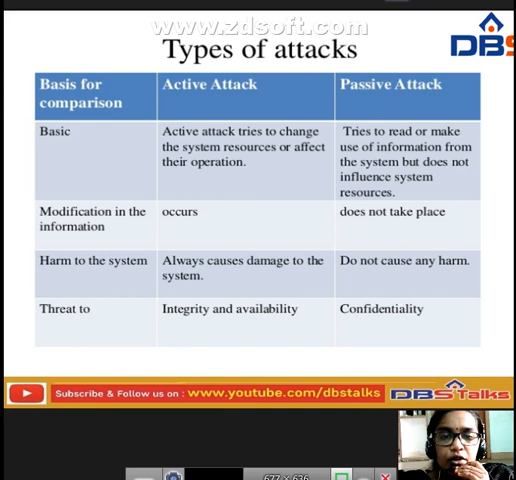 www.zdsoft.com
Types of attacks
DBS
Basis for comparison
Active Attack
Passive Attack
Basic
Active attack tries to change
the system resources or affect
their operation.
Tries to read or make
use of information from
the system but does not
influence system
resources.
Modification in the
information
occurs
does not take place
Harm to the system
Always causes damage to the
system.
Do not cause any harm.
Threat to
Integrity and availability
Confidentiality
Subscribe & Follow us on : www.youtube.com/dbstalks
DBS Talks
677 x 636